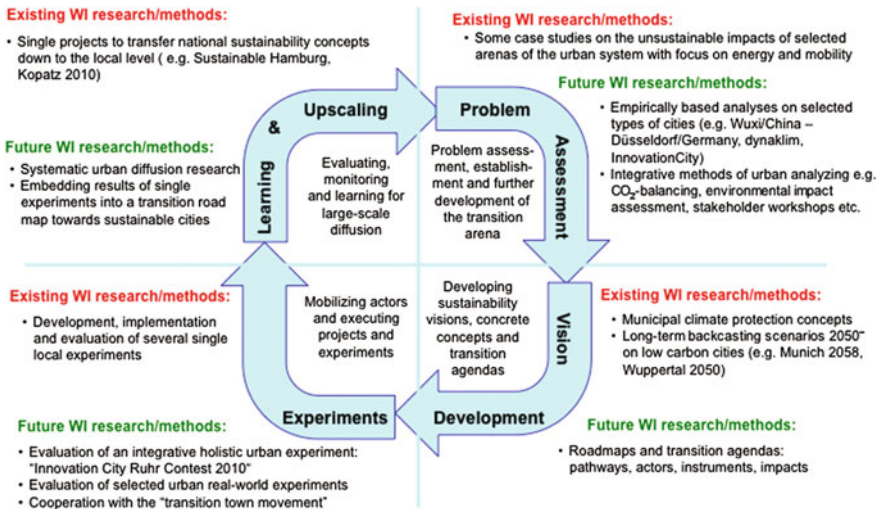 Existing WI research/methods:
• Single projects to transfer national sustainability concepts
down to the local level ( e.g. Sustainable Hamburg,
Kopatz 2010)
Future WI research/methods:
• Systematic urban diffusion research
• Embedding results of single
experiments into a transition road
map towards sustainable cities
Learning
&
Upscaling
Evaluating,
monitoring
and learning for
large-scale
diffusion
Existing WI research/methods:
• Some case studies on the unsustainable impacts of selected
arenas of the urban system with focus on energy and mobility
Future WI research/methods:
• Empirically based analyses on selected
types of cities (e.g. Wuxi/China –
Düsseldorf/Germany, dynaklim,
InnovationCity)
• Integrative methods of urban analyzing e.g.
CO2-balancing, environmental impact
assessment, stakeholder workshops etc.
Problem
Assessment
Problem assess-
ment, establish-
ment and further
development of
the transition
arena
Existing WI research/methods:
• Development, implementation
and evaluation of several single
local experiments
Mobilizing actors
and executing
projects and
experiments
Experiments
Future WI research/methods:
• Evaluation of an integrative holistic urban experiment:
"Innovation City Ruhr Contest 2010"
• Evaluation of selected urban real-world experiments
• Cooperation with the "transition town movement"
Developing
sustainability
visions, concrete
concepts and
transition
agendas
Vision
Development
Existing WI research/methods:
• Municipal climate protection concepts
• Long-term backcasting scenarios 2050"
on low carbon cities (e.g. Munich 2058,
Wuppertal 2050)
Future WI research/methods:
• Roadmaps and transition agendas:
pathways, actors, instruments, impacts